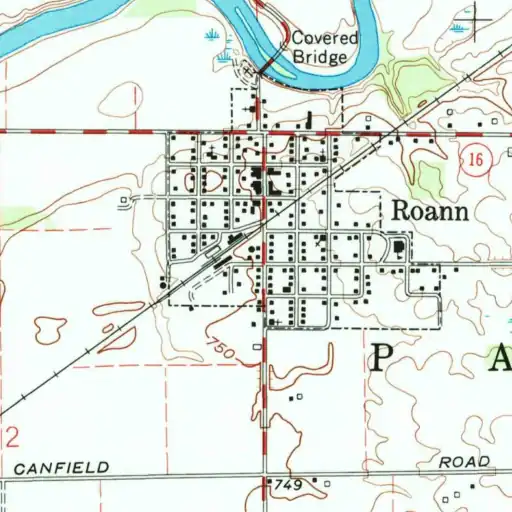 Covered
Bridge
16
Roann
750
P
A
2
CANFIELD
ROAD
749